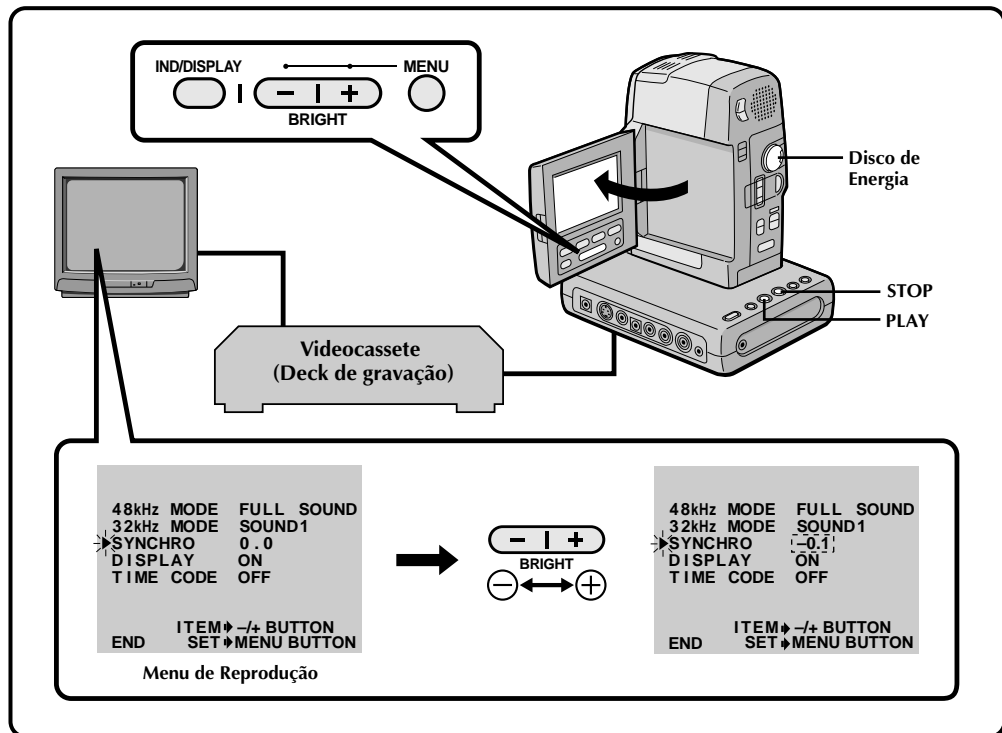 IND/DISPLAY
MENU
– +
BRIGHT
Disco de
Energia
STOP
PLAY
Videocassete
(Deck de gravação)
48kHz MODE FULL SOUND
32kHz MODE SOUND1
SYNCHRO 0.0
DISPLAY ON
TIME CODE OFF
ITEM –/+ BUTTON
END SET MENU BUTTON
Menu de Reprodução
– +
BRIGHT
– +
48kHz MODE FULL SOUND
32kHz MODE SOUND1
SYNCHRO –0.1
DISPLAY ON
TIME CODE OFF
ITEM –/+ BUTTON
END SET MENU BUTTON